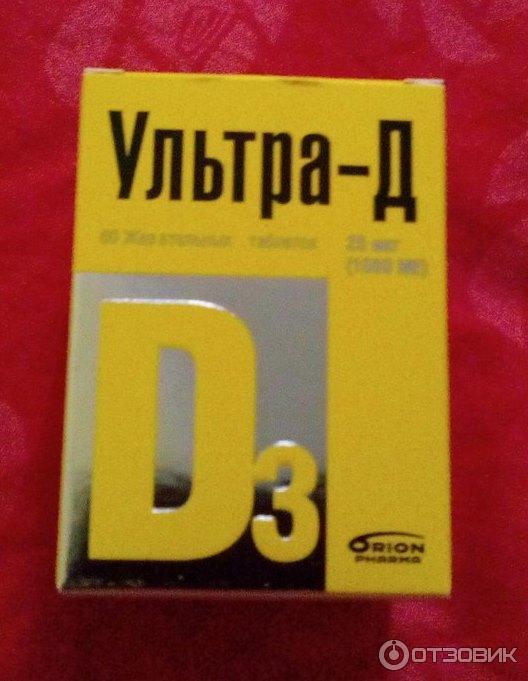 Ультра-Д
60 Жевательных таблеток 25 мкг
(1000 МЕ)
D3
ORION
PHARMA
ОТЗОВИК